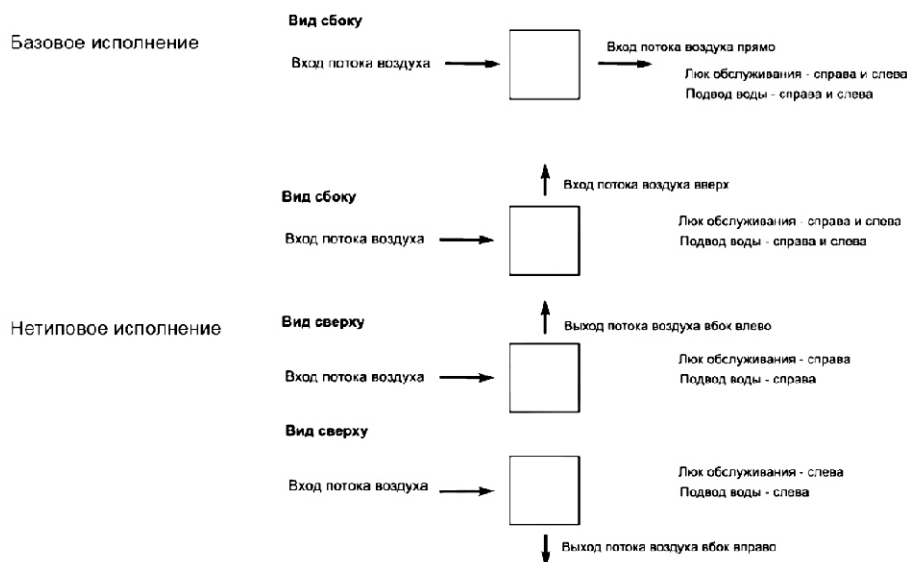 Вид сбоку
Базовое исполнение
Вход потока воздуха
Вход потока воздуха прямо
Люк обслуживания - справа и слева
Подвод воды - справа и слева
Вход потока воздуха вверх
Вид сбоку
Люк обслуживания - справа и слева
Вход потока воздуха
Подвод воды - справа и слева
Нетиповое исполнение
Вид сверху
Выход потока воздуха вбок влево
Люк обслуживания - справа
Вход потока воздуха
Подвод воды - справа
Вид сверху
Люк обслуживания - слева
Вход потока воздуха
Подвод воды - слева
Выход потока воздуха вбок вправо